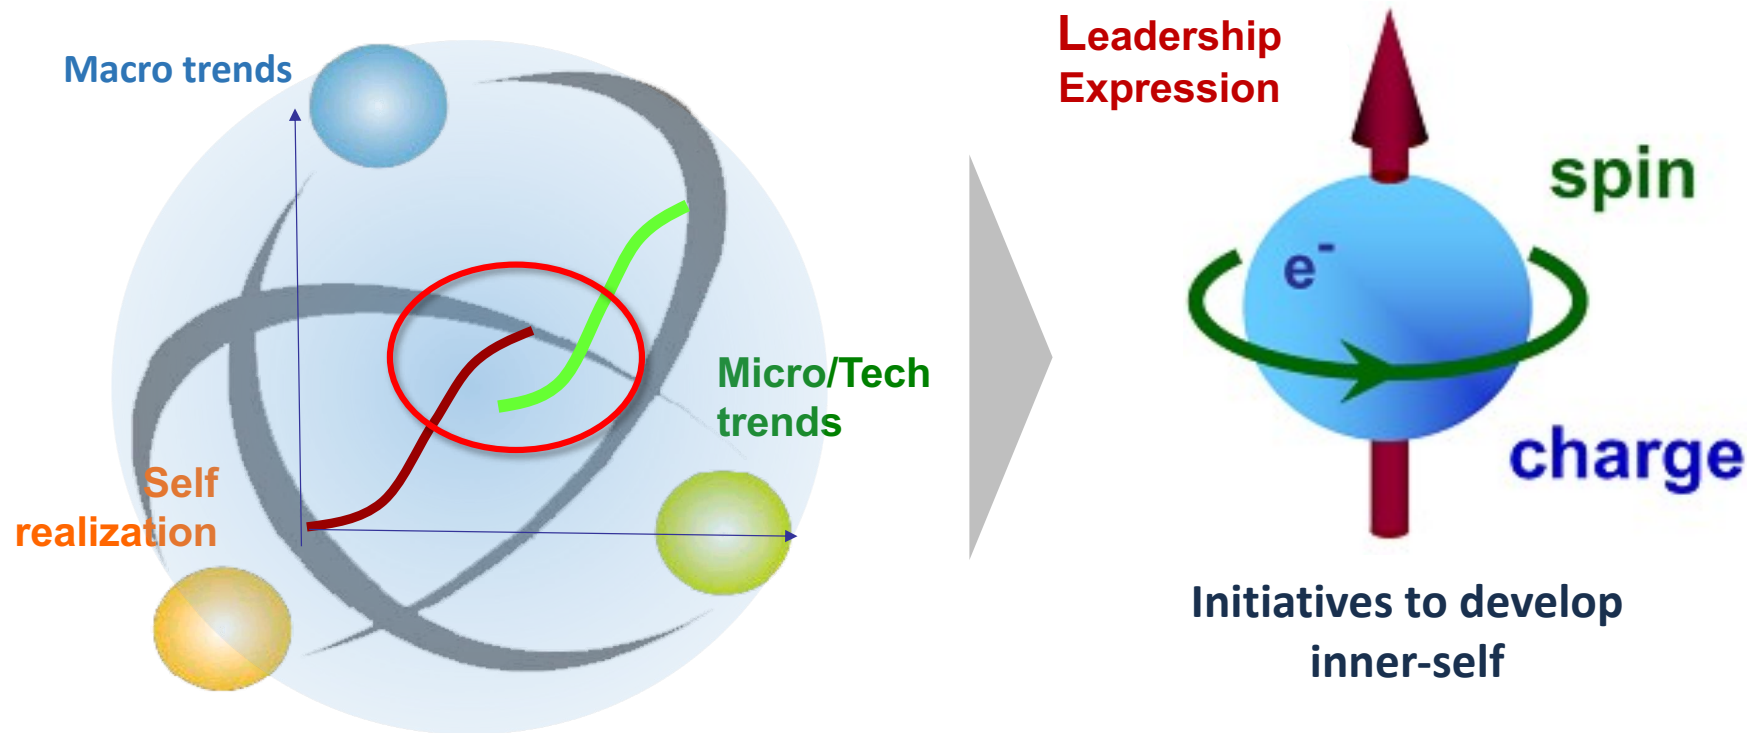 Macro trends
Micro/Tech
trends
Self
realization
Leadership
Expression
spin
e-
charge
Initiatives to develop
inner-self